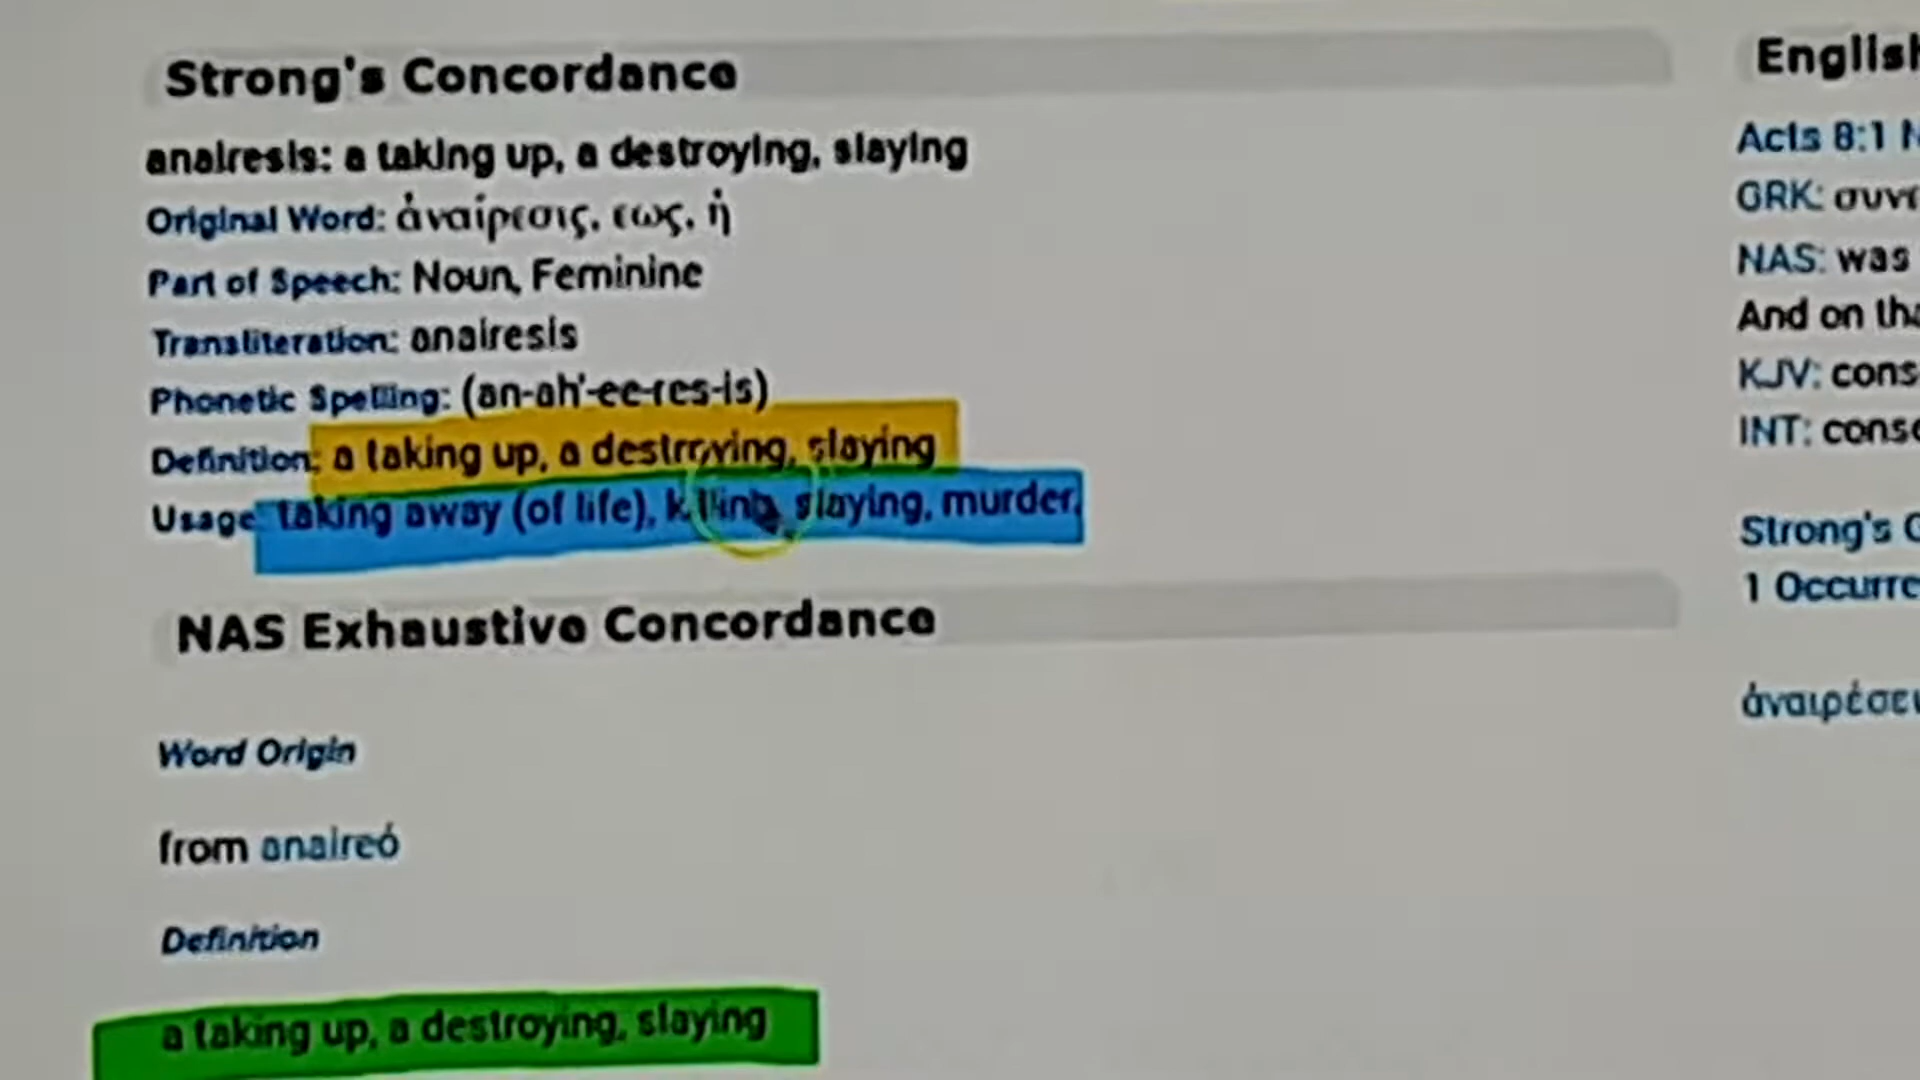 Strong's Concordance
anairesis: a taking up, a destroying, slaying
Original Word: ἀναίρεσις, εως, ἡ
Part of Speech: Noun, Feminine
Transliteration: anairesis
Phonetic Spelling: (an-ah'-ee-res-is)
Definition: a taking up, a destroying, slaying
Usage: taking away (of life), killing, slaying, murder.
NAS Exhaustive Concordance
Word Origin
from anaireó
Definition
a taking up, a destroying, slaying
English
Acts 8:1 N
GRK:
NAS: was
And on
KJV:
INT:
Strong's
1